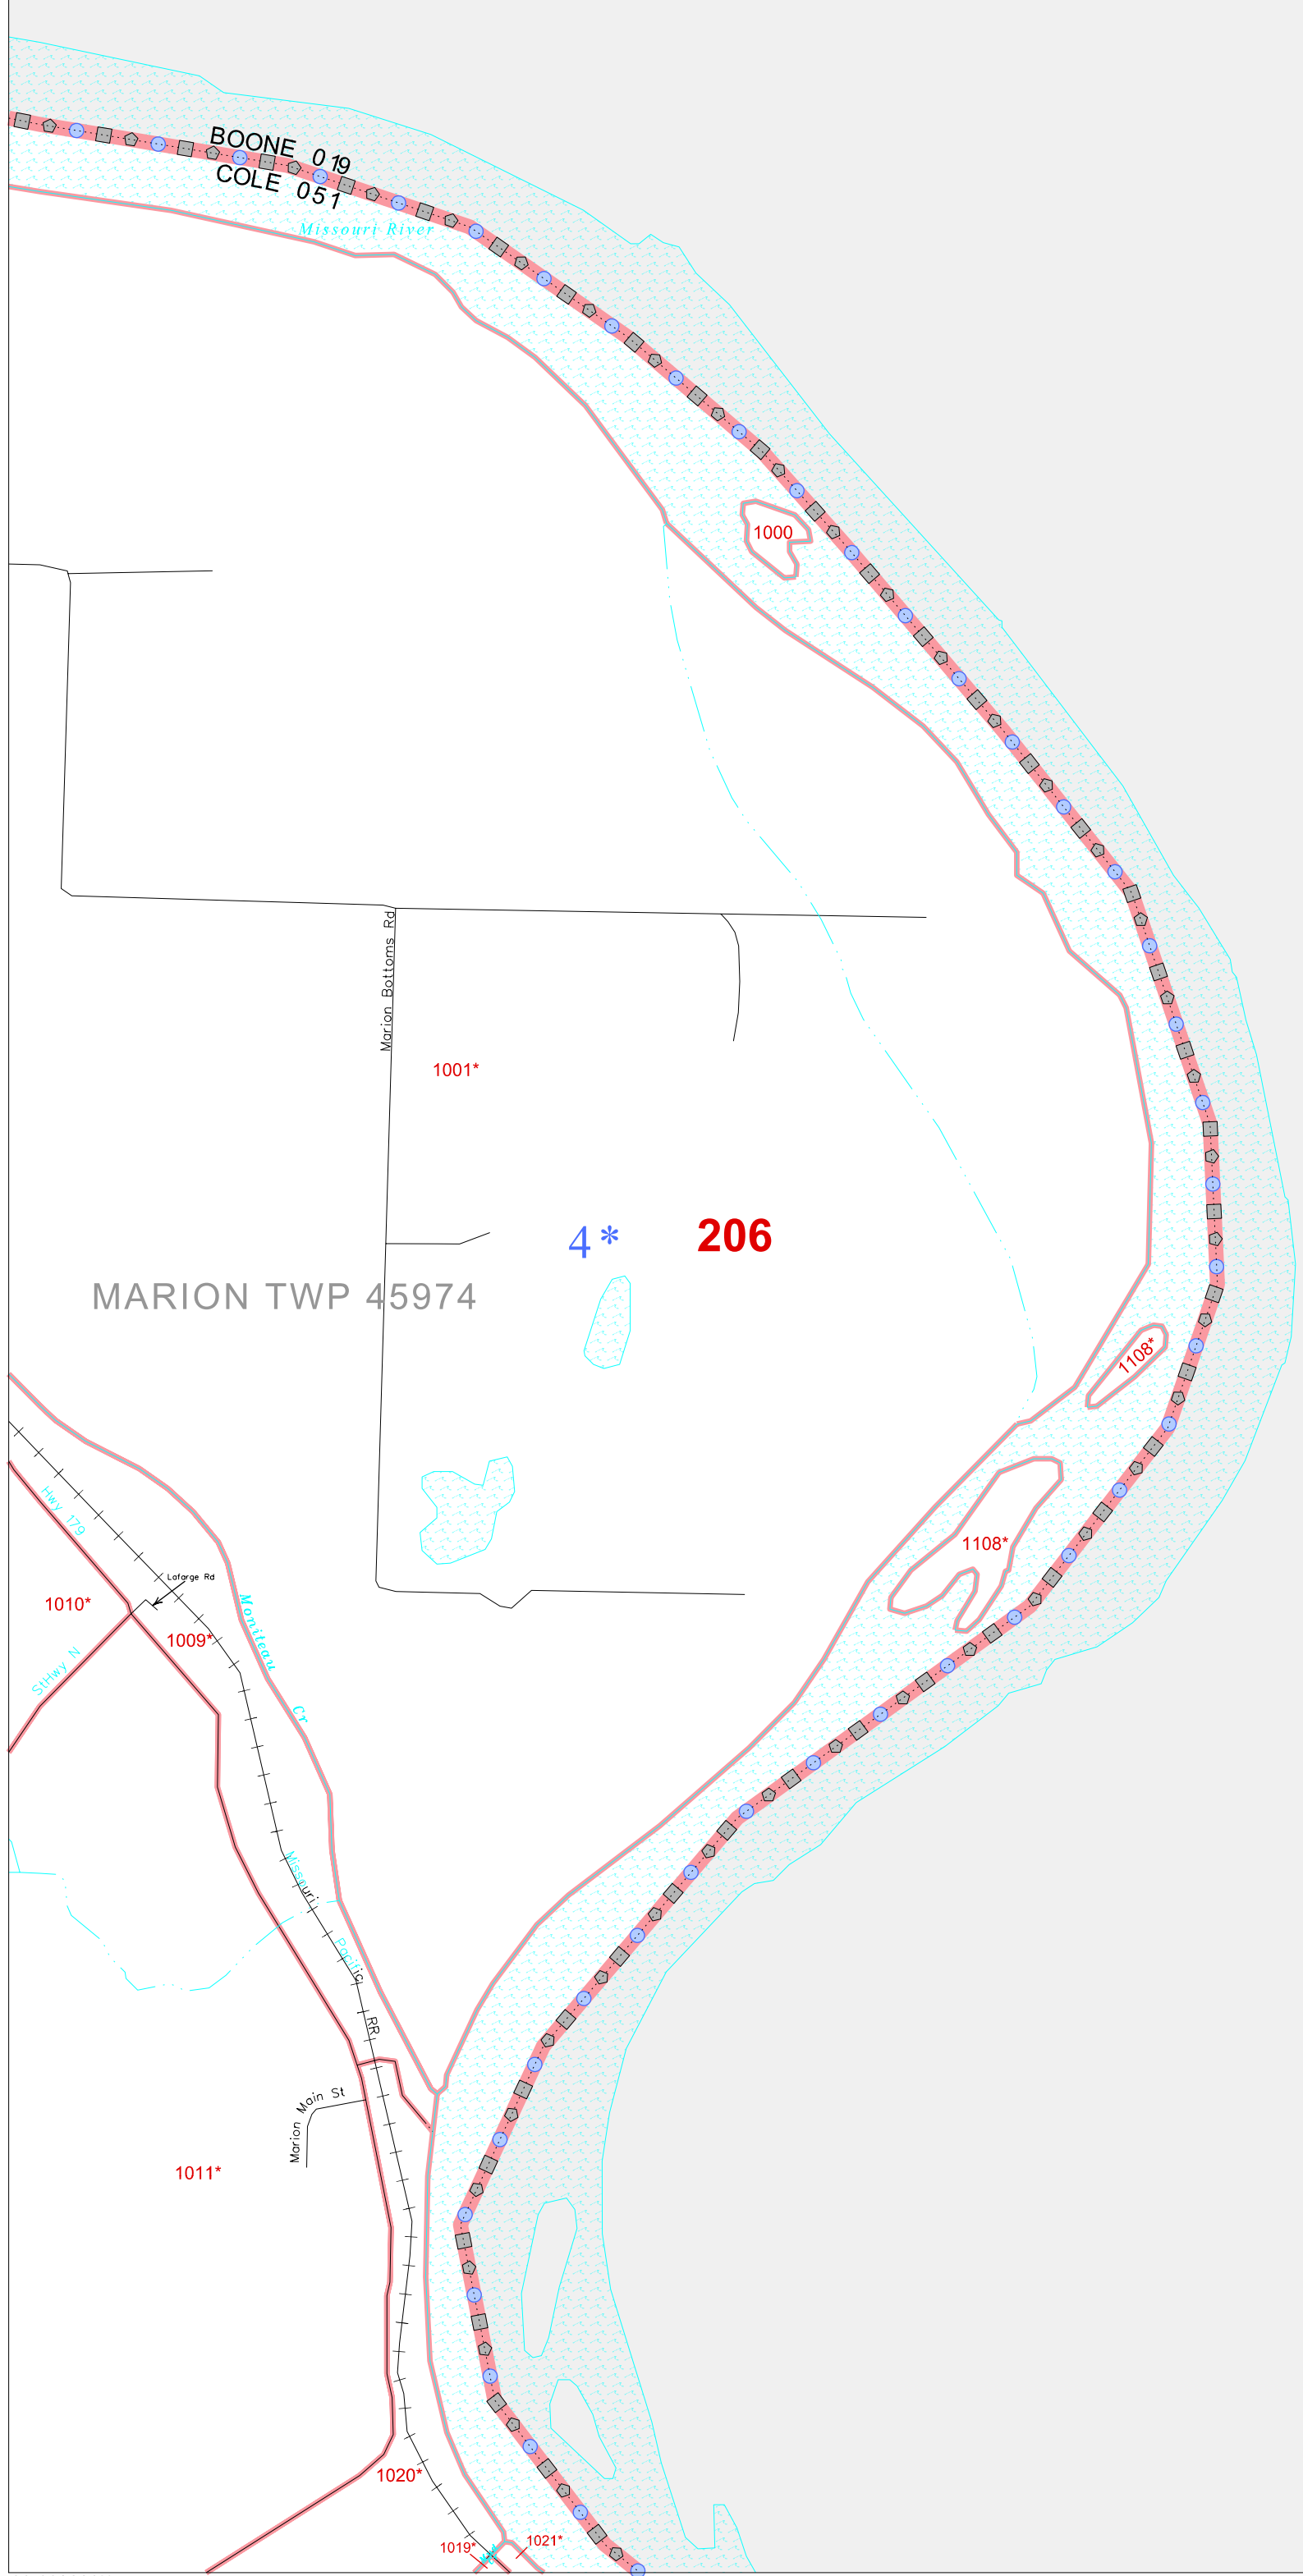 BOONE 019
COLE 051
Missouri River
1000
Marion Bottoms Rd
1001*
4*
206
MARION TWP 45974
1108*
1108*
Hwy 179
Laforge Rd
1010*
1009*
StHwy N
Moniteau Cr
Missouri Pacific RR
Marion Main St
1011*
1020*
1019*
1021*